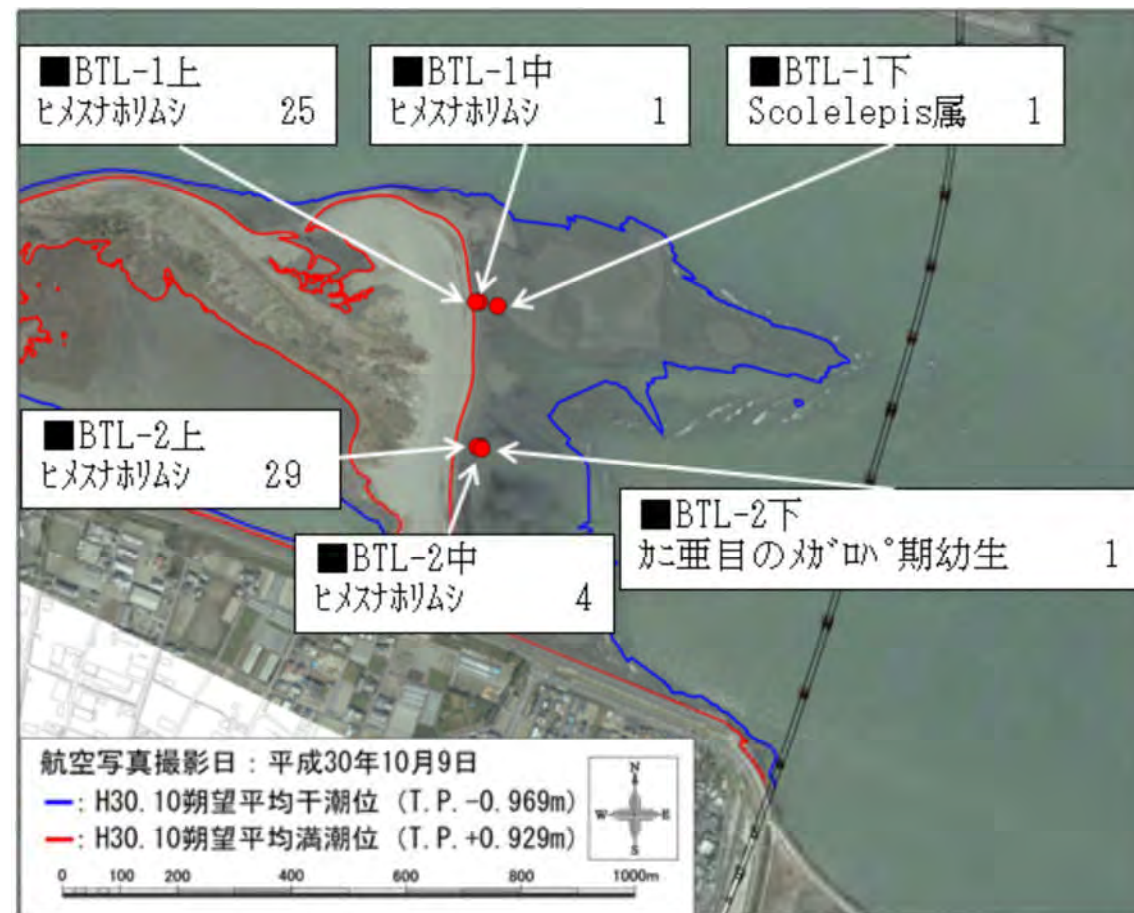 ■BTL-1上
ﾋﾒｽﾅﾎﾘﾑｼ 25
■BTL-1中
ﾋﾒｽﾅﾎﾘﾑｼ 1
■BTL-1下
Scolelepis属 1
■BTL-2上
ﾋﾒｽﾅﾎﾘﾑｼ 29
■BTL-2中
ﾋﾒｽﾅﾎﾘﾑｼ 4
■BTL-2下
ｶﾆ亜目のﾒｶﾞﾛﾊﾟ期幼生 1
航空写真撮影日：平成30年10月9日
━：H30.10朔望平均干潮位 (T.P.-0.969m)
━：H30.10朔望平均満潮位 (T.P.+0.929m)
N
W E
S
0 100 200 400 600 800 1000m